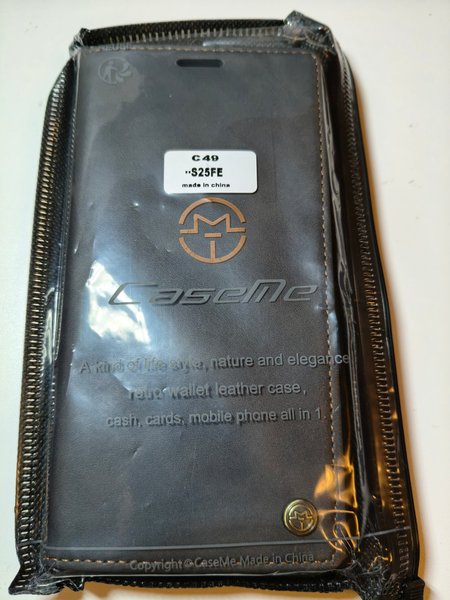 C49
··S25FE
made in china
CaseMe
A kind of life style, nature and elegance
retro wallet leather case,
cash, cards, mobile phone all in 1.
Copyright © CaseMe Made In China